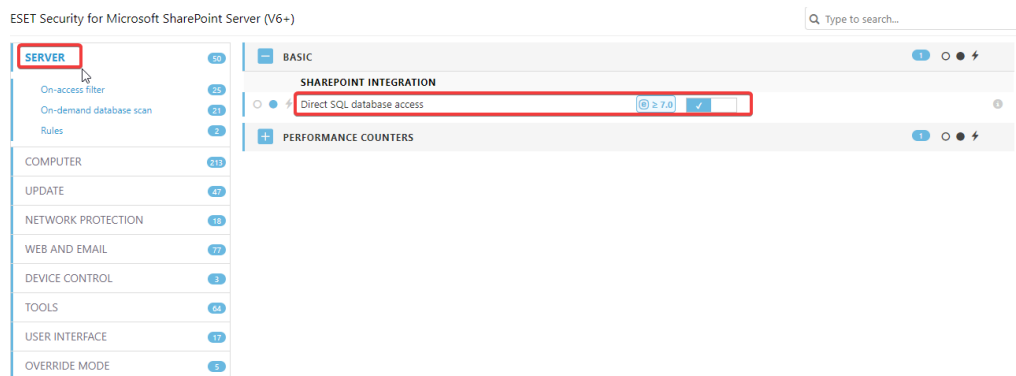 ESET Security for Microsoft SharePoint Server (V6+)
Type to search...
SERVER 50
On-access filter 25
On-demand database scan 21
Rules 2
COMPUTER 213
UPDATE 47
NETWORK PROTECTION 18
WEB AND EMAIL 77
DEVICE CONTROL 3
TOOLS 64
USER INTERFACE 17
OVERRIDE MODE 5
BASIC 1
SHAREPOINT INTEGRATION
Direct SQL database access ≥ 7.0
PERFORMANCE COUNTERS 1